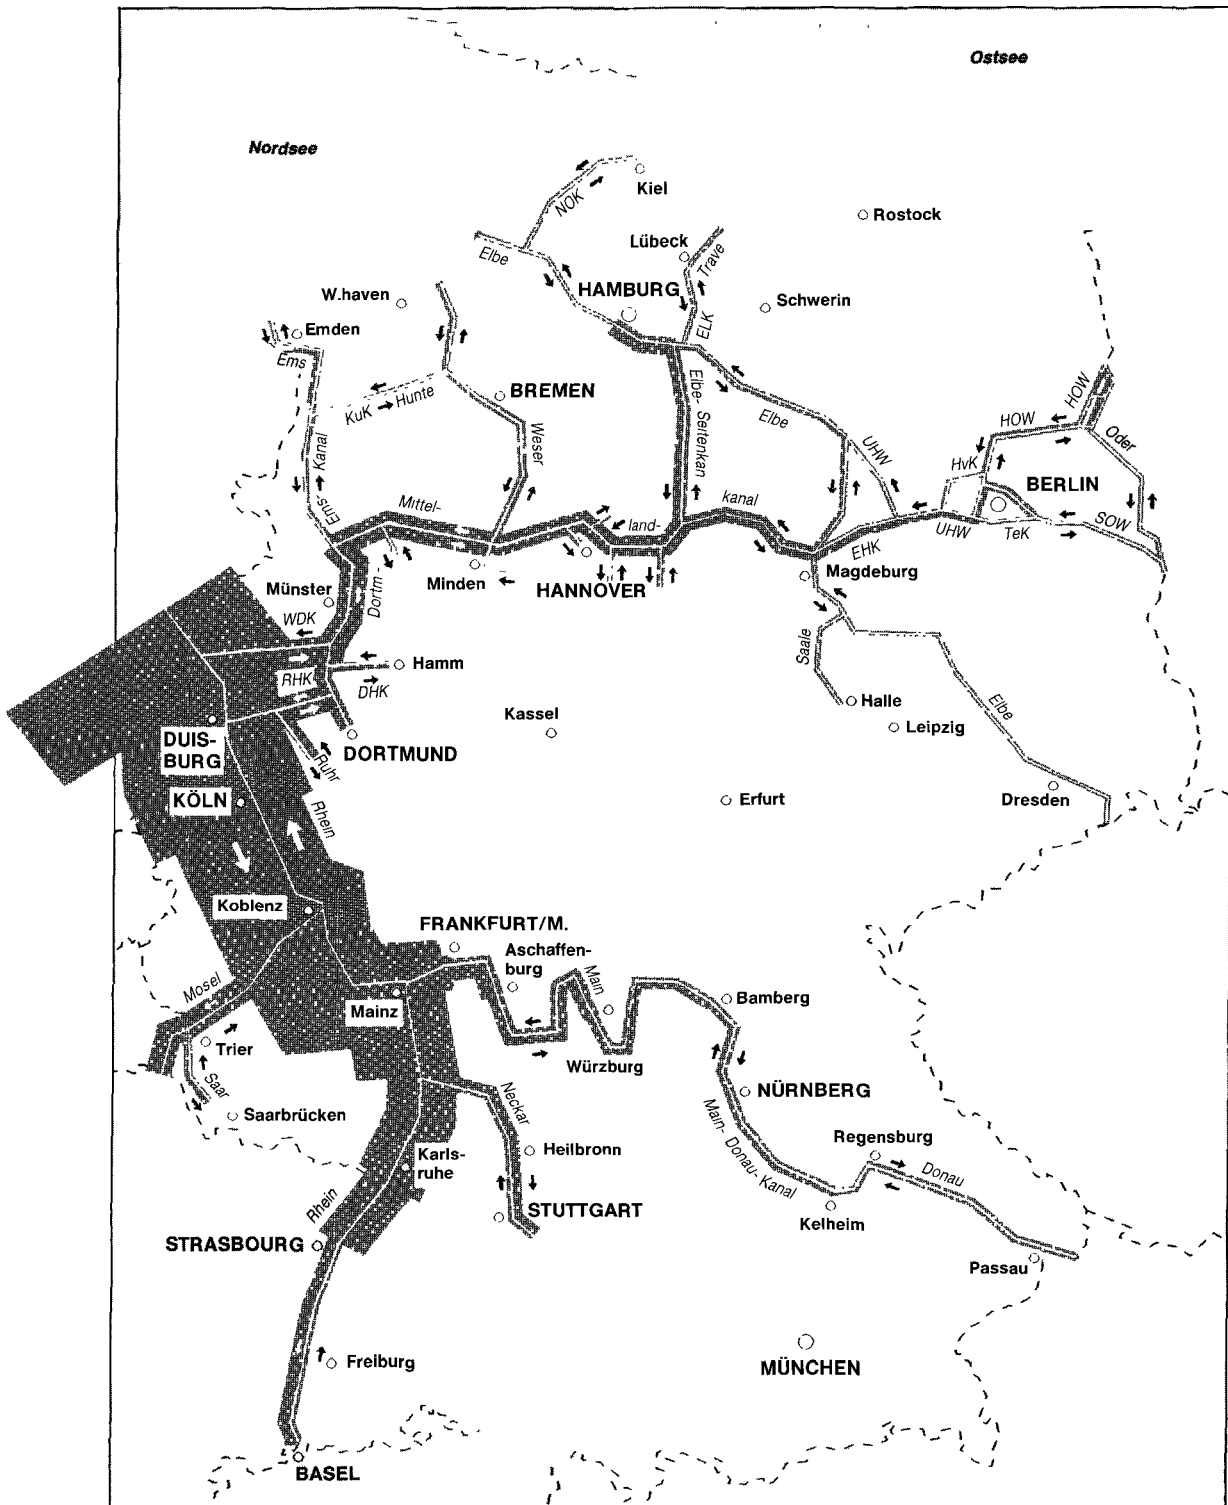 Ostsee
Nordsee
Kiel
NOK
Rostock
Lübeck
Trave
Elbe
HAMBURG
W.haven
Schwerin
ELK
Emden
Ems
BREMEN
KuK
Hunte
Elbe-
Seitenkan
Elbe
HOW
HOW
Oder
Weser
UHW
HvK
BERLIN
Kanal
Ems-
Mittel-
land-
kanal
EHK
UHW
TeK
SOW
Minden
HANNOVER
Magdeburg
Münster
Dortm-
WDK
Hamm
RHK
DHK
Saale
Halle
Elbe
Kassel
Leipzig
DUIS-
BURG
DORTMUND
Ruhr
KÖLN
Rhein
Erfurt
Dresden
Koblenz
FRANKFURT/M.
Aschaffen-
burg
Main
Mosel
Mainz
Bamberg
Trier
Würzburg
Saar
Neckar
NÜRNBERG
Saarbrücken
Main-
Donau-
Kanal
Regensburg
Heilbronn
Karls-
ruhe
Donau
Rhein
STUTTGART
Kelheim
STRASBOURG
Passau
Freiburg
MÜNCHEN
BASEL